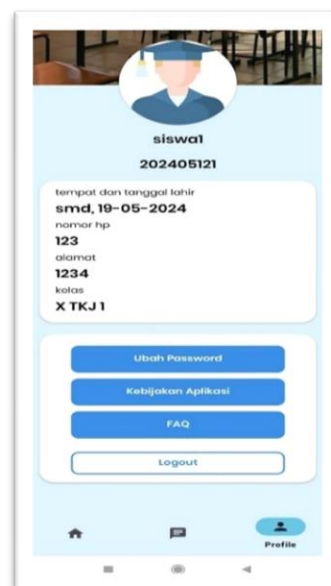 siswa1
202405121
tempat dan tanggal lahir
smd, 19-05-2024
nomor hp
123
alamat
1234
kelas
X TKJ 1
Ubah Password
Kebijakan Aplikasi
FAQ
Logout
Profile